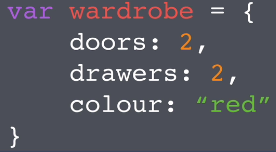 var wardrobe = {
doors: 2,
drawers: 2,
colour: “red”
}